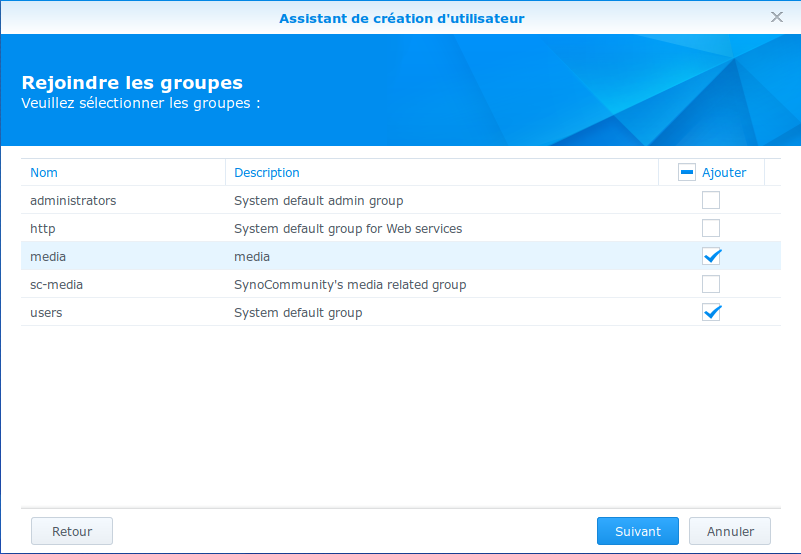 Assistant de création d'utilisateur
Rejoindre les groupes
Veuillez sélectionner les groupes :
Nom Description Ajouter
administrators System default admin group
http System default group for Web services
media media
sc-media SynoCommunity's media related group
users System default group
Retour Suivant Annuler